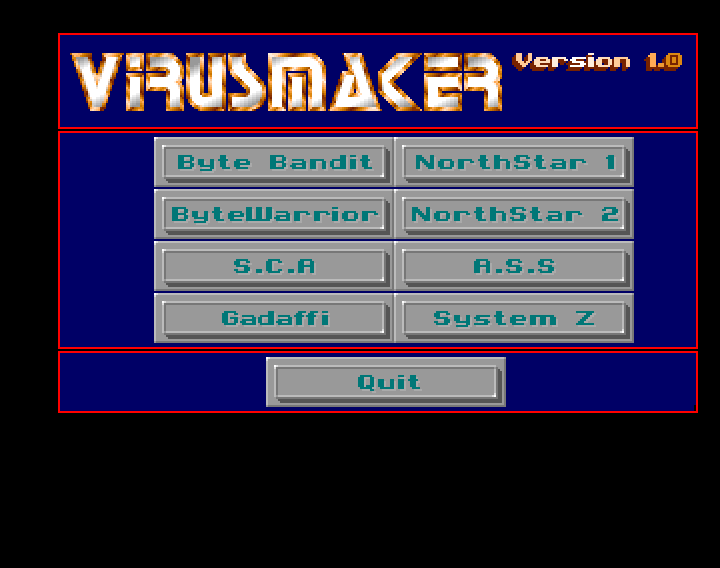 VIRUSMAKER Version 1.0
Byte Bandit NorthStar 1
ByteWarrior NorthStar 2
S.C.A A.S.S
Gadaffi System Z
Quit